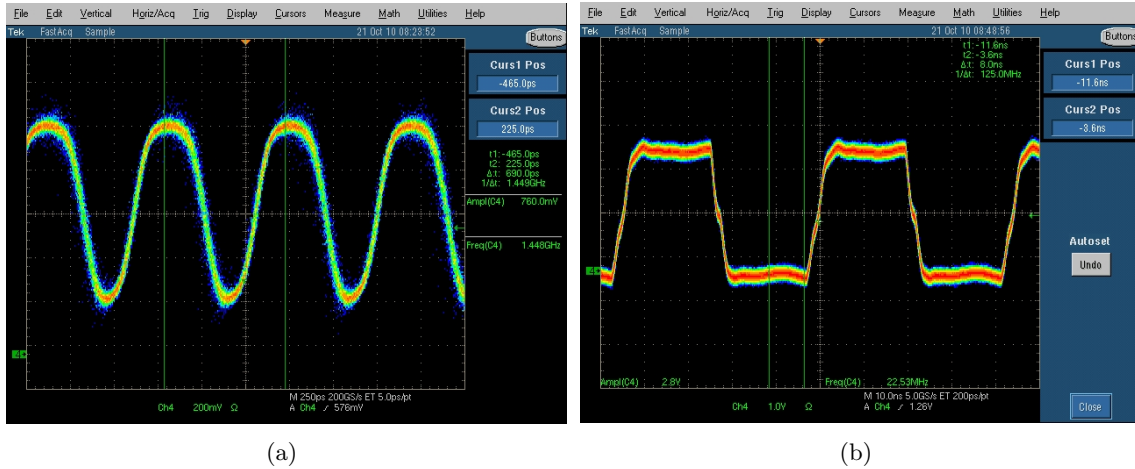 File Edit Vertical Horiz/Acq Trig Display Cursors Measure Math Utilities Help
Tek FastAcq Sample 21 Oct 10 08:23:52 Buttons
Curs1 Pos
-465.0ps
Curs2 Pos
225.0ps
t1: -465.0ps
t2: 225.0ps
Δt: 690.0ps
1/Δt: 1.449GHz
Ampl(C4) 760.0mV
Freq(C4) 1.448GHz
4
M 250ps 200GS/s ET 5.0ps/pt
Ch4 200mV Ω A Ch4 ∕ 576mV
(a)
File Edit Vertical Horiz/Acq Trig Display Cursors Measure Math Utilities Help
Tek FastAcq Sample 21 Oct 10 08:48:56 Buttons
t1: -11.6ns
t2: -3.6ns
Δt: 8.0ns
1/Δt: 125.0MHz
Curs1 Pos
-11.6ns
Curs2 Pos
-3.6ns
Autoset
Undo
4
Ampl(C4) 2.8V Freq(C4) 22.53MHz
M 10.0ns 5.0GS/s ET 200ps/pt
Ch4 1.0V Ω A Ch4 ∕ 1.26V
Close
(b)